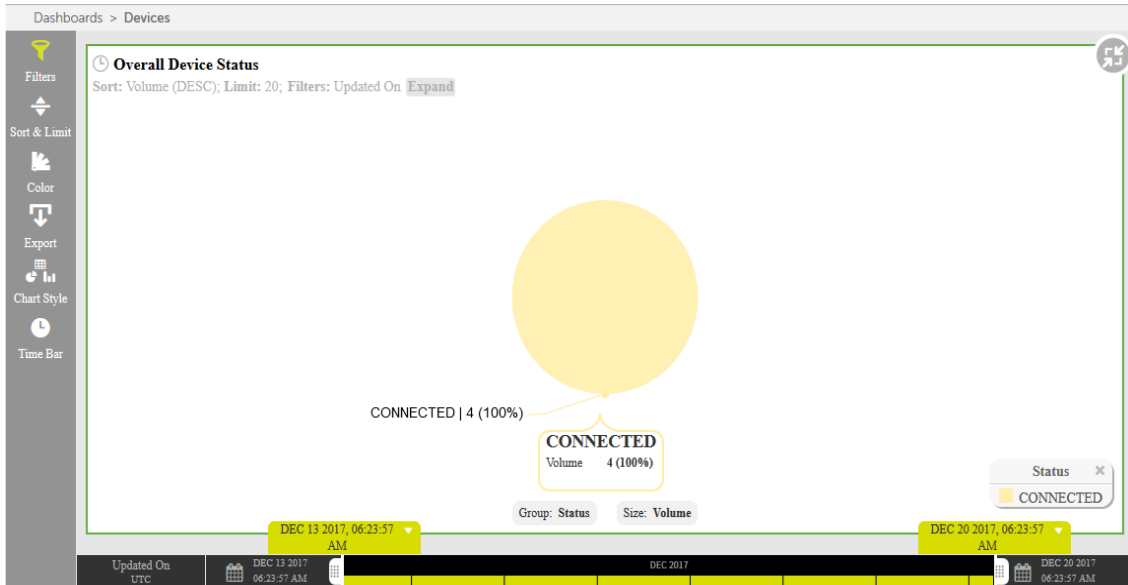 Dashboards > Devices
Filters
Sort & Limit
Color
Export
Chart Style
Time Bar
Overall Device Status
Sort: Volume (DESC); Limit: 20; Filters: Updated On Expand
CONNECTED | 4 (100%)
CONNECTED
Volume 4 (100%)
Status ×
CONNECTED
Group: Status Size: Volume
DEC 13 2017, 06:23:57
AM
DEC 20 2017, 06:23:57
AM
Updated On
UTC
DEC 13 2017
06:23:57 AM
DEC 2017
DEC 20 2017
06:23:57 AM